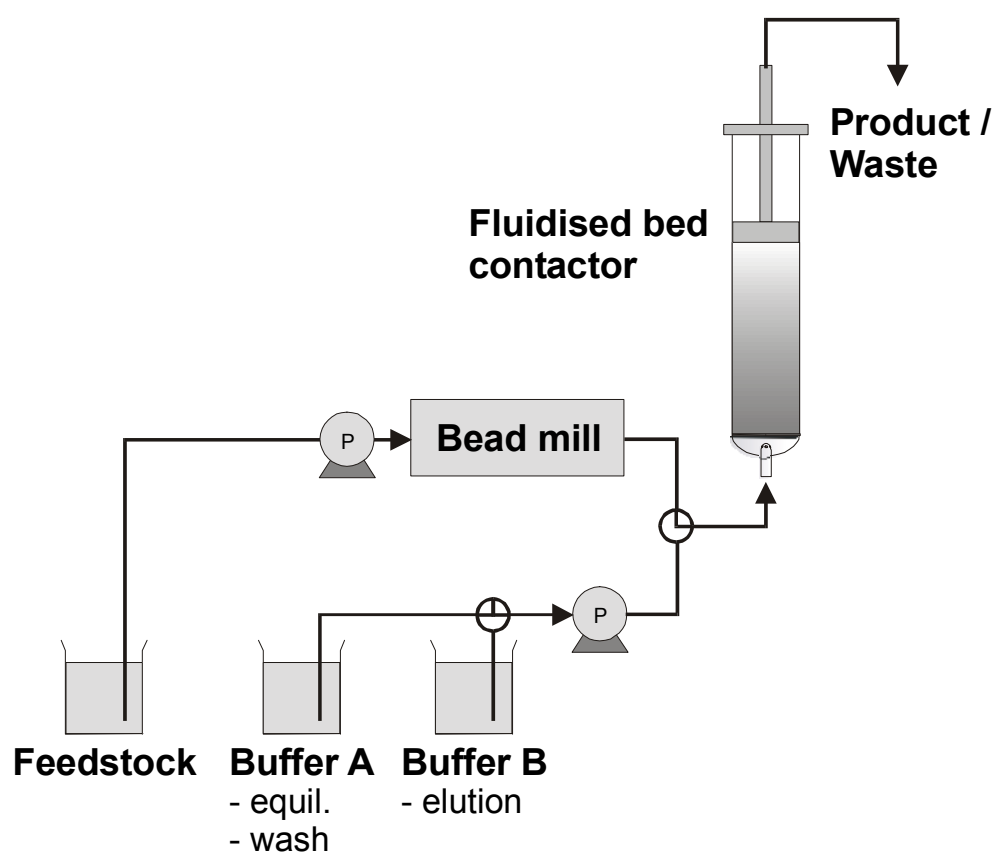 Product /
Waste
Fluidised bed
contactor
P
Bead mill
P
Feedstock
Buffer A
- equil.
- wash
Buffer B
- elution